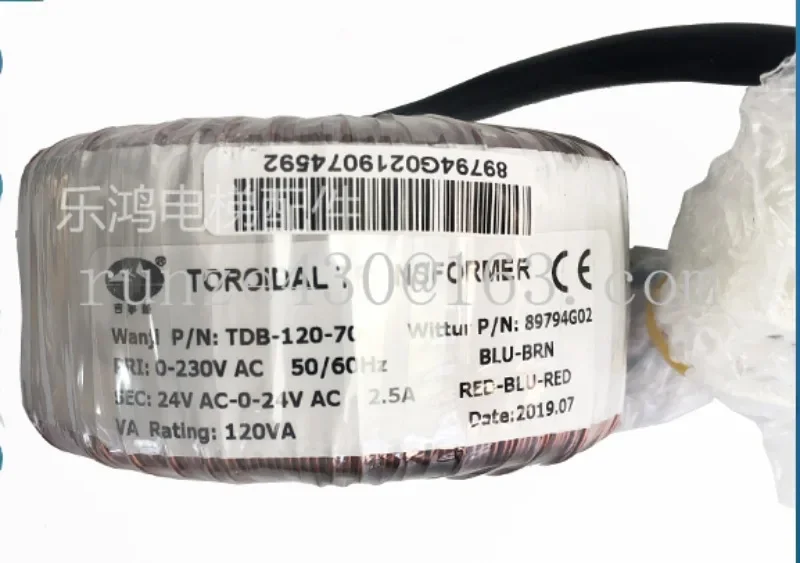 89794G0219074592
乐鸿电梯配件
TOROIDAL NSFORMER CE
P/N: TDB-120-70 Wittur P/N: 89794G02
PRI: 0-230V AC 50/60Hz BLU-BRN
SEC: 24V AC-0-24V AC 2.5A RED-BLU-RED
VA Rating: 120VA Date:2019.07